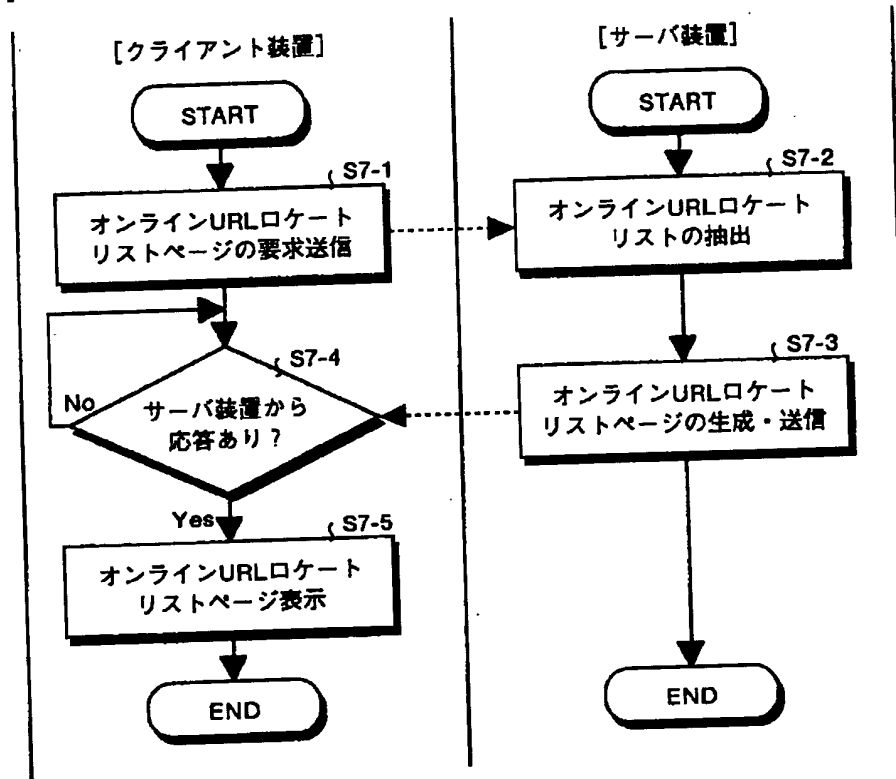 [クライアント装置]
START
S7-1
オンラインURLロケート
リストページの要求送信
S7-4
サーバ装置から
応答あり?
No
Yes
S7-5
オンラインURLロケート
リストページ表示
END
[サーバ装置]
START
S7-2
オンラインURLロケート
リストの抽出
S7-3
オンラインURLロケート
リストページの生成・送信
END